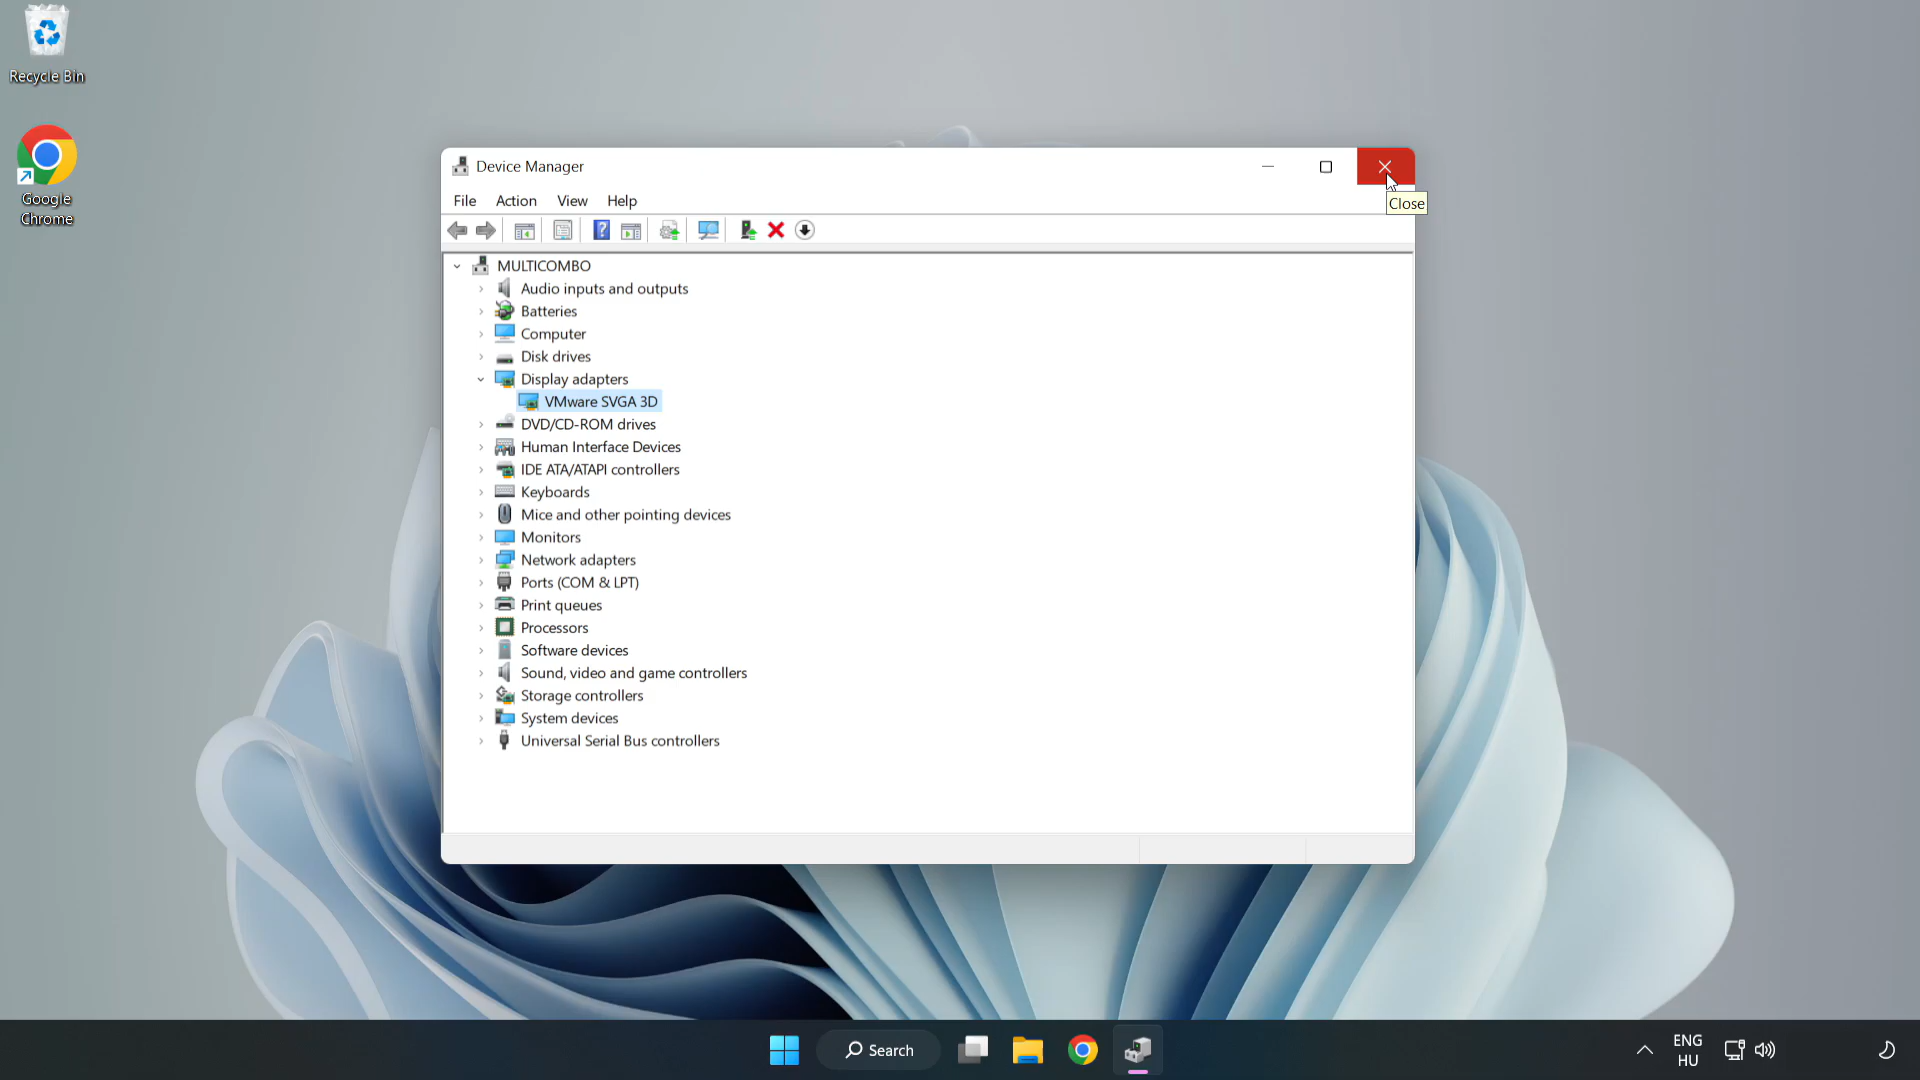 Recycle Bin
Google
Chrome
Device Manager
File Action View Help
Close
MULTICOMBO
Audio inputs and outputs
Batteries
Computer
Disk drives
Display adapters
VMware SVGA 3D
DVD/CD-ROM drives
Human Interface Devices
IDE ATA/ATAPI controllers
Keyboards
Mice and other pointing devices
Monitors
Network adapters
Ports (COM & LPT)
Print queues
Processors
Software devices
Sound, video and game controllers
Storage controllers
System devices
Universal Serial Bus controllers
Search
ENG
HU